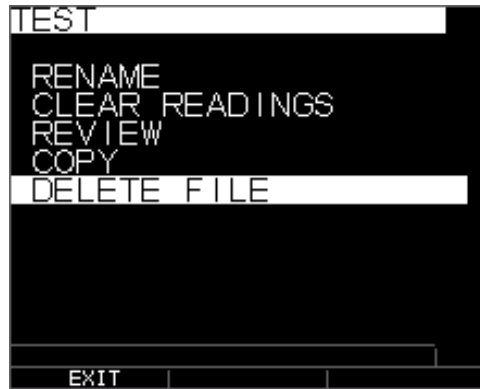 TEST
RENAME
CLEAR READINGS
REVIEW
COPY
DELETE FILE
EXIT